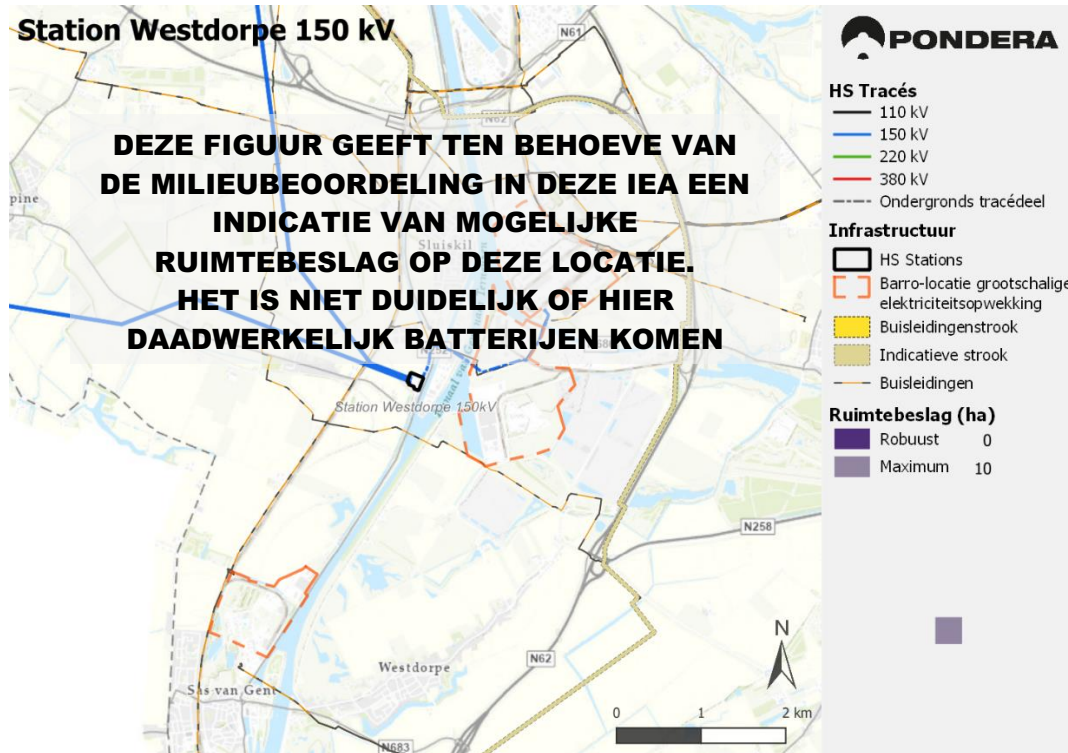 Station Westdorpe 150 kV
N61
N62
DEZE FIGUUR GEEFT TEN BEHOEVE VAN
DE MILIEUBEOORDELING IN DEZE IEA EEN
INDICATIE VAN MOGELIJKE
RUIMTEBESLAG OP DEZE LOCATIE.
HET IS NIET DUIDELIJK OF HIER
DAADWERKELIJK BATTERIJEN KOMEN
pine
Sluiskil
N252
Station Westdorpe 150kV
N258
N62
Westdorpe
Sas van Gent
N683
N
0 1 2 km
PONDERA
HS Tracés
110 kV
150 kV
220 kV
380 kV
Ondergronds tracédeel
Infrastructuur
HS Stations
Barro-locatie grootschalige
elektriciteitsopwekking
Buisleidingenstrook
Indicatieve strook
Buisleidingen
Ruimtebeslag (ha)
Robuust 0
Maximum 10